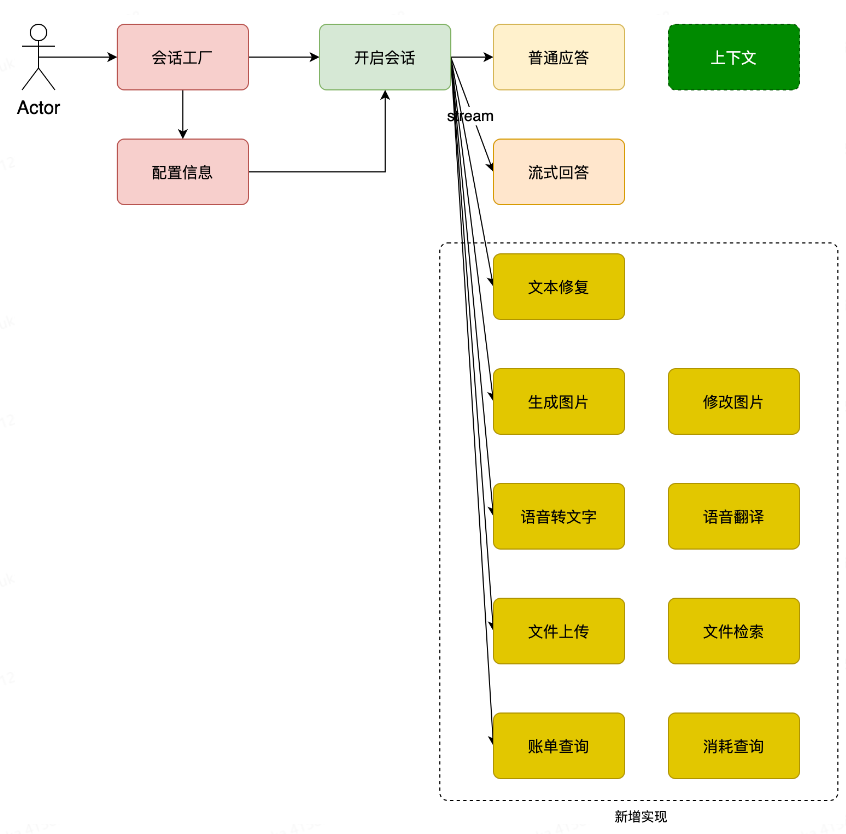 Actor
会话工厂
开启会话
普通应答
上下文
stream
配置信息
流式回答
文本修复
生成图片
修改图片
语音转文字
语音翻译
文件上传
文件检索
账单查询
消耗查询
新增实现